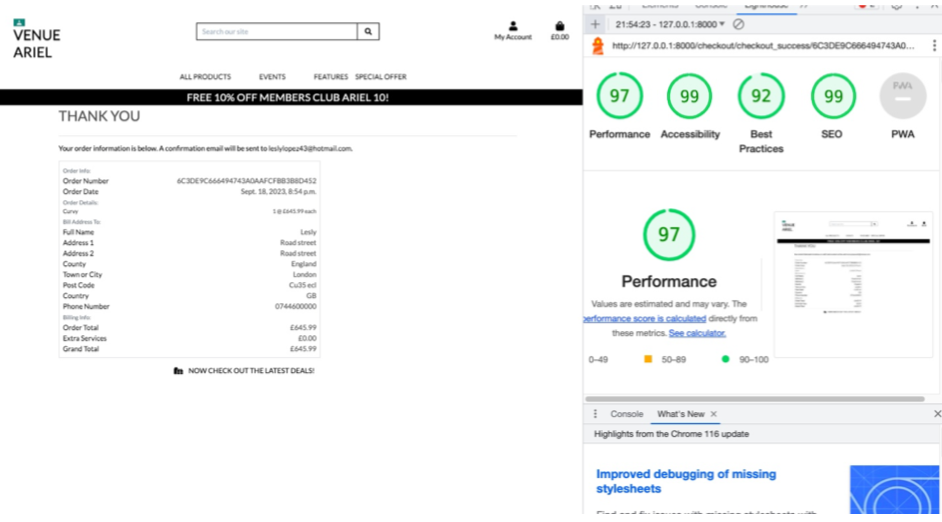 VENUE
ARIEL
Search our site
My Account
£0.00
ALL PRODUCTS EVENTS FEATURES SPECIAL OFFER
FREE 10% OFF MEMBERS CLUB ARIEL 10!
THANK YOU
Your order information is below. A confirmation email will be sent to leslylopez43@hotmail.com.
Order Info:
Order Number 6C3DE9C666494743A0AAFCFBB3B8D452
Order Date Sept. 18, 2023, 8:54 p.m.
Order Details:
Curvy 1 @ £645.99 each
Bill Address To:
Full Name Lesly
Address 1 Road street
Address 2 Road street
County England
Town or City London
Post Code Cu35 ecl
Country GB
Phone Number 0744600000
Billing Info:
Order Total £645.99
Extra Services £0.00
Grand Total £645.99
NOW CHECK OUT THE LATEST DEALS!
Elements Console Lighthouse
21:54:23 - 127.0.0.1:8000
http://127.0.0.1:8000/checkout/checkout_success/6C3DE9C666494743A0...
97 99 92 99 PWA
Performance Accessibility Best Practices SEO PWA
97
Performance
Values are estimated and may vary. The
performance score is calculated directly from
these metrics. See calculator.
0–49 50–89 90–100
Console What's New
Highlights from the Chrome 116 update
Improved debugging of missing
stylesheets
Find and fix issues with missing stylesheets with